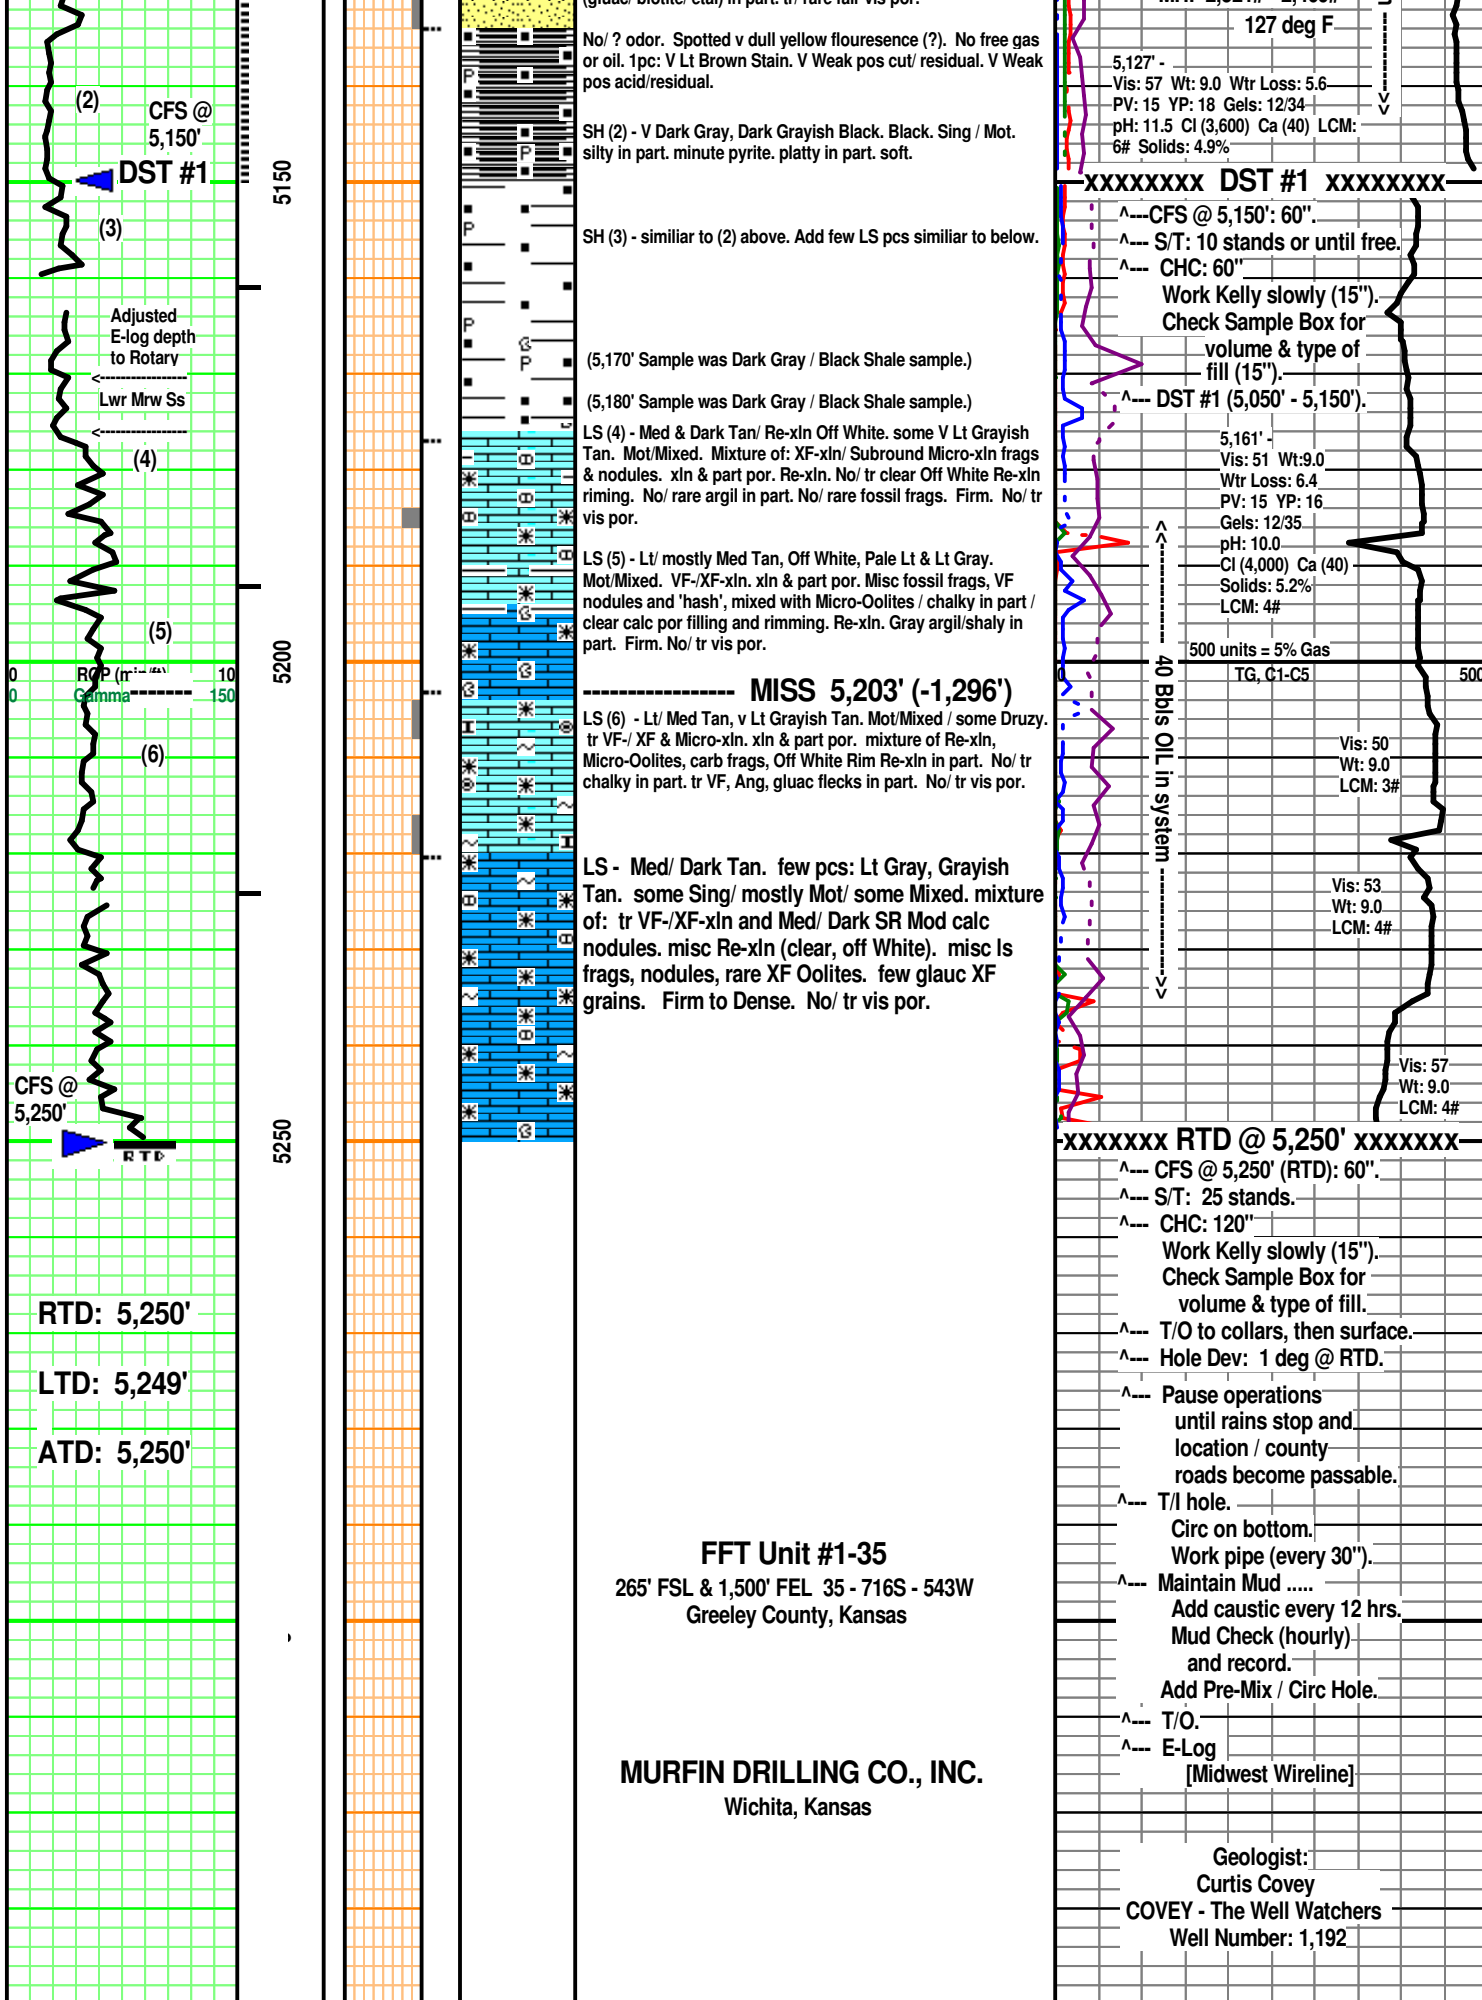 No/ ? odor. Spotted v dull yellow flouresence (?). No free gas
or oil. 1pc: V Lt Brown Stain. V Weak pos cut/ residual. V Weak
pos acid/residual.
SH (2) - V Dark Gray, Dark Grayish Black. Black. Sing / Mot.
silty in part. minute pyrite. platty in part. soft.
SH (3) - similiar to (2) above. Add few LS pcs similiar to below.
(5,170' Sample was Dark Gray / Black Shale sample.)
(5,180' Sample was Dark Gray / Black Shale sample.)
LS (4) - Med & Dark Tan/ Re-xln Off White. some V Lt Grayish
Tan. Mot/Mixed. Mixture of: XF-xln/ Subround Micro-xln frags
& nodules. xln & part por. Re-xln. No/ tr clear Off White Re-xln
riming. No/ rare argil in part. No/ rare fossil frags. Firm. No/ tr
vis por.
LS (5) - Lt/ mostly Med Tan, Off White, Pale Lt & Lt Gray.
Mot/Mixed. VF-/XF-xln. xln & part por. Misc fossil frags, VF
nodules and 'hash', mixed with Micro-Oolites / chalky in part /
clear calc por filling and rimming. Re-xln. Gray argil/shaly in
part. Firm. No/ tr vis por.
---------------- MISS 5,203' (-1,296')
LS (6) - Lt/ Med Tan, v Lt Grayish Tan. Mot/Mixed / some Druzy.
tr VF-/ XF & Micro-xln. xln & part por. mixture of Re-xln,
Micro-Oolites, carb frags, Off White Rim Re-xln in part. No/ tr
chalky in part. tr VF, Ang, gluac flecks in part. No/ tr vis por.
LS - Med/ Dark Tan. few pcs: Lt Gray, Grayish
Tan. some Sing/ mostly Mot/ some Mixed. mixture
of: tr VF-/XF-xln and Med/ Dark SR Mod calc
nodules. misc Re-xln (clear, off White). misc ls
frags, nodules, rare XF Oolites. few glauc XF
grains. Firm to Dense. No/ tr vis por.
FFT Unit #1-35
265' FSL & 1,500' FEL 35 - 716S - 543W
Greeley County, Kansas
MURFIN DRILLING CO., INC.
Wichita, Kansas
(2)
CFS @
5,150'
DST #1
(3)
Adjusted
E-log depth
to Rotary
<---------------
Lwr Mrw Ss
<---------------
(4)
(5)
0 ROP (min/ft) 10
0 Gamma 150
(6)
CFS @
5,250'
RTD
RTD: 5,250'
LTD: 5,249'
ATD: 5,250'
5150
5200
5250
P
P
P
P
P
127 deg F
5,127' -
Vis: 57 Wt: 9.0 Wtr Loss: 5.6
PV: 15 YP: 18 Gels: 12/34
pH: 11.5 Cl (3,600) Ca (40) LCM:
6# Solids: 4.9%
xxxxxxxx DST #1 xxxxxxxx
^---CFS @ 5,150': 60".
^--- S/T: 10 stands or until free.
^--- CHC: 60"
Work Kelly slowly (15").
Check Sample Box for
volume & type of
fill (15").
^--- DST #1 (5,050' - 5,150').
5,161' -
Vis: 51 Wt:9.0
Wtr Loss: 6.4
PV: 15 YP: 16
Gels: 12/35
pH: 10.0
Cl (4,000) Ca (40)
Solids: 5.2%
LCM: 4#
<<---------- 40 Bbls OIL in system ---------->>
500 units = 5% Gas
0 TG, C1-C5 500
Vis: 50
Wt: 9.0
LCM: 3#
Vis: 53
Wt: 9.0
LCM: 4#
Vis: 57
Wt: 9.0
LCM: 4#
xxxxxxx RTD @ 5,250' xxxxxxx
^--- CFS @ 5,250' (RTD): 60".
^--- S/T: 25 stands.
^--- CHC: 120"
Work Kelly slowly (15").
Check Sample Box for
volume & type of fill.
^--- T/O to collars, then surface.
^--- Hole Dev: 1 deg @ RTD.
^--- Pause operations
until rains stop and
location / county
roads become passable.
^--- T/I hole.
Circ on bottom.
Work pipe (every 30").
^--- Maintain Mud .....
Add caustic every 12 hrs.
Mud Check (hourly)
and record.
Add Pre-Mix / Circ Hole.
^--- T/O.
^--- E-Log
[Midwest Wireline]
Geologist:
Curtis Covey
COVEY - The Well Watchers
Well Number: 1,192